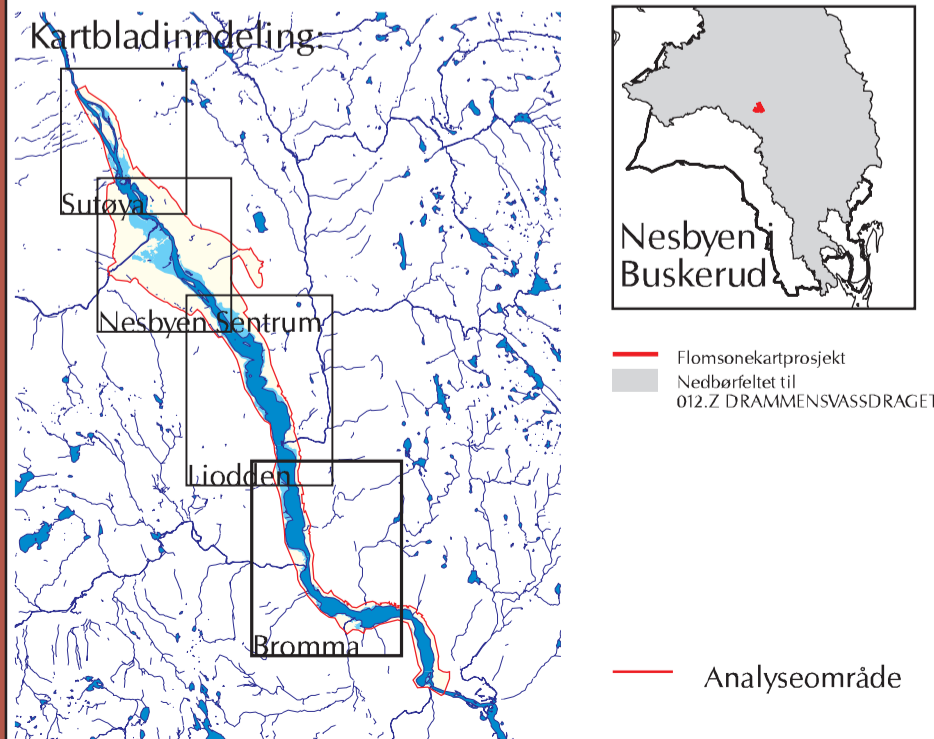 Kartbladinndeling:
Sutøya
Nesbyen Sentrum
Liodden
Bromma
Nesbyen i
Buskerud
Flomsonekartprosjekt
Nedbørfeltet til
012.Z DRAMMENSVASSDRAGET
Analyseområde